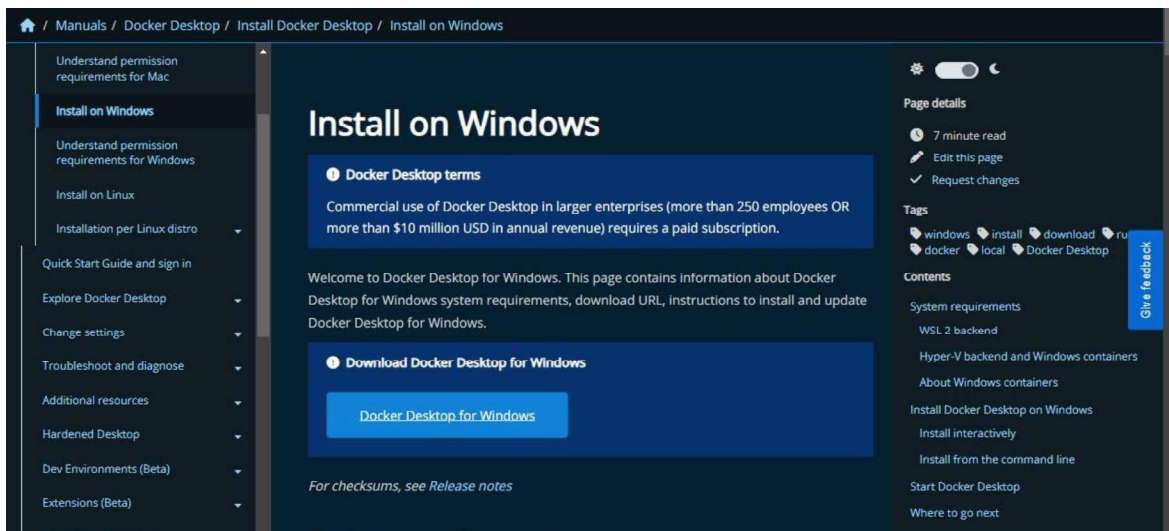 / Manuals / Docker Desktop / Install Docker Desktop / Install on Windows
Understand permission
requirements for Mac
Install on Windows
Understand permission
requirements for Windows
Install on Linux
Installation per Linux distro
Quick Start Guide and sign in
Explore Docker Desktop
Change settings
Troubleshoot and diagnose
Additional resources
Hardened Desktop
Dev Environments (Beta)
Extensions (Beta)
Install on Windows
Docker Desktop terms
Commercial use of Docker Desktop in larger enterprises (more than 250 employees OR
more than $10 million USD in annual revenue) requires a paid subscription.
Welcome to Docker Desktop for Windows. This page contains information about Docker
Desktop for Windows system requirements, download URL, instructions to install and update
Docker Desktop for Windows.
Download Docker Desktop for Windows
Docker Desktop for Windows
For checksums, see Release notes
Page details
7 minute read
Edit this page
Request changes
Tags
windows install download
docker local Docker Desktop
Contents
System requirements
WSL 2 backend
Hyper-V backend and Windows containers
About Windows containers
Install Docker Desktop on Windows
Install interactively
Install from the command line
Start Docker Desktop
Where to go next
Give feedback